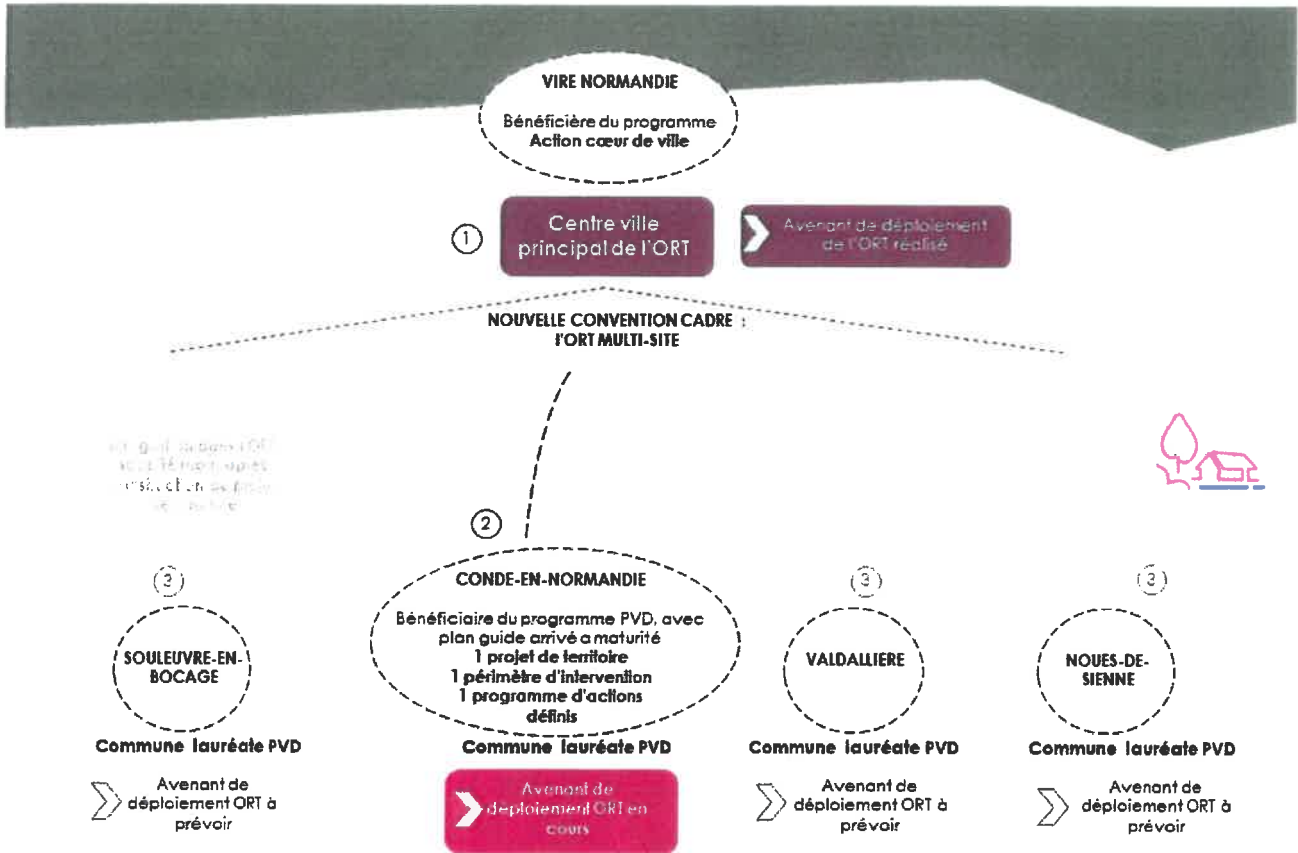 VIRE NORMANDIE
Bénéficière du programme
Action cœur de ville
1
Centre ville
principal de l'ORT
Avenant de déploiement
de l'ORT réalisé
NOUVELLE CONVENTION CADRE :
l'ORT MULTI-SITE
2
CONDE-EN-NORMANDIE
Bénéficiaire du programme PVD, avec
plan guide arrivé a maturité
1 projet de territoire
1 périmètre d'intervention
1 programme d'actions
définis
Commune lauréate PVD
Avenant de
déploiement ORT en
cours
3
SOULEUVRE-EN-
BOCAGE
Commune lauréate PVD
Avenant de
déploiement ORT à
prévoir
3
VALDALLIERE
Commune lauréate PVD
Avenant de
déploiement ORT à
prévoir
3
NOUES-DE-
SIENNE
Commune lauréate PVD
Avenant de
déploiement ORT à
prévoir